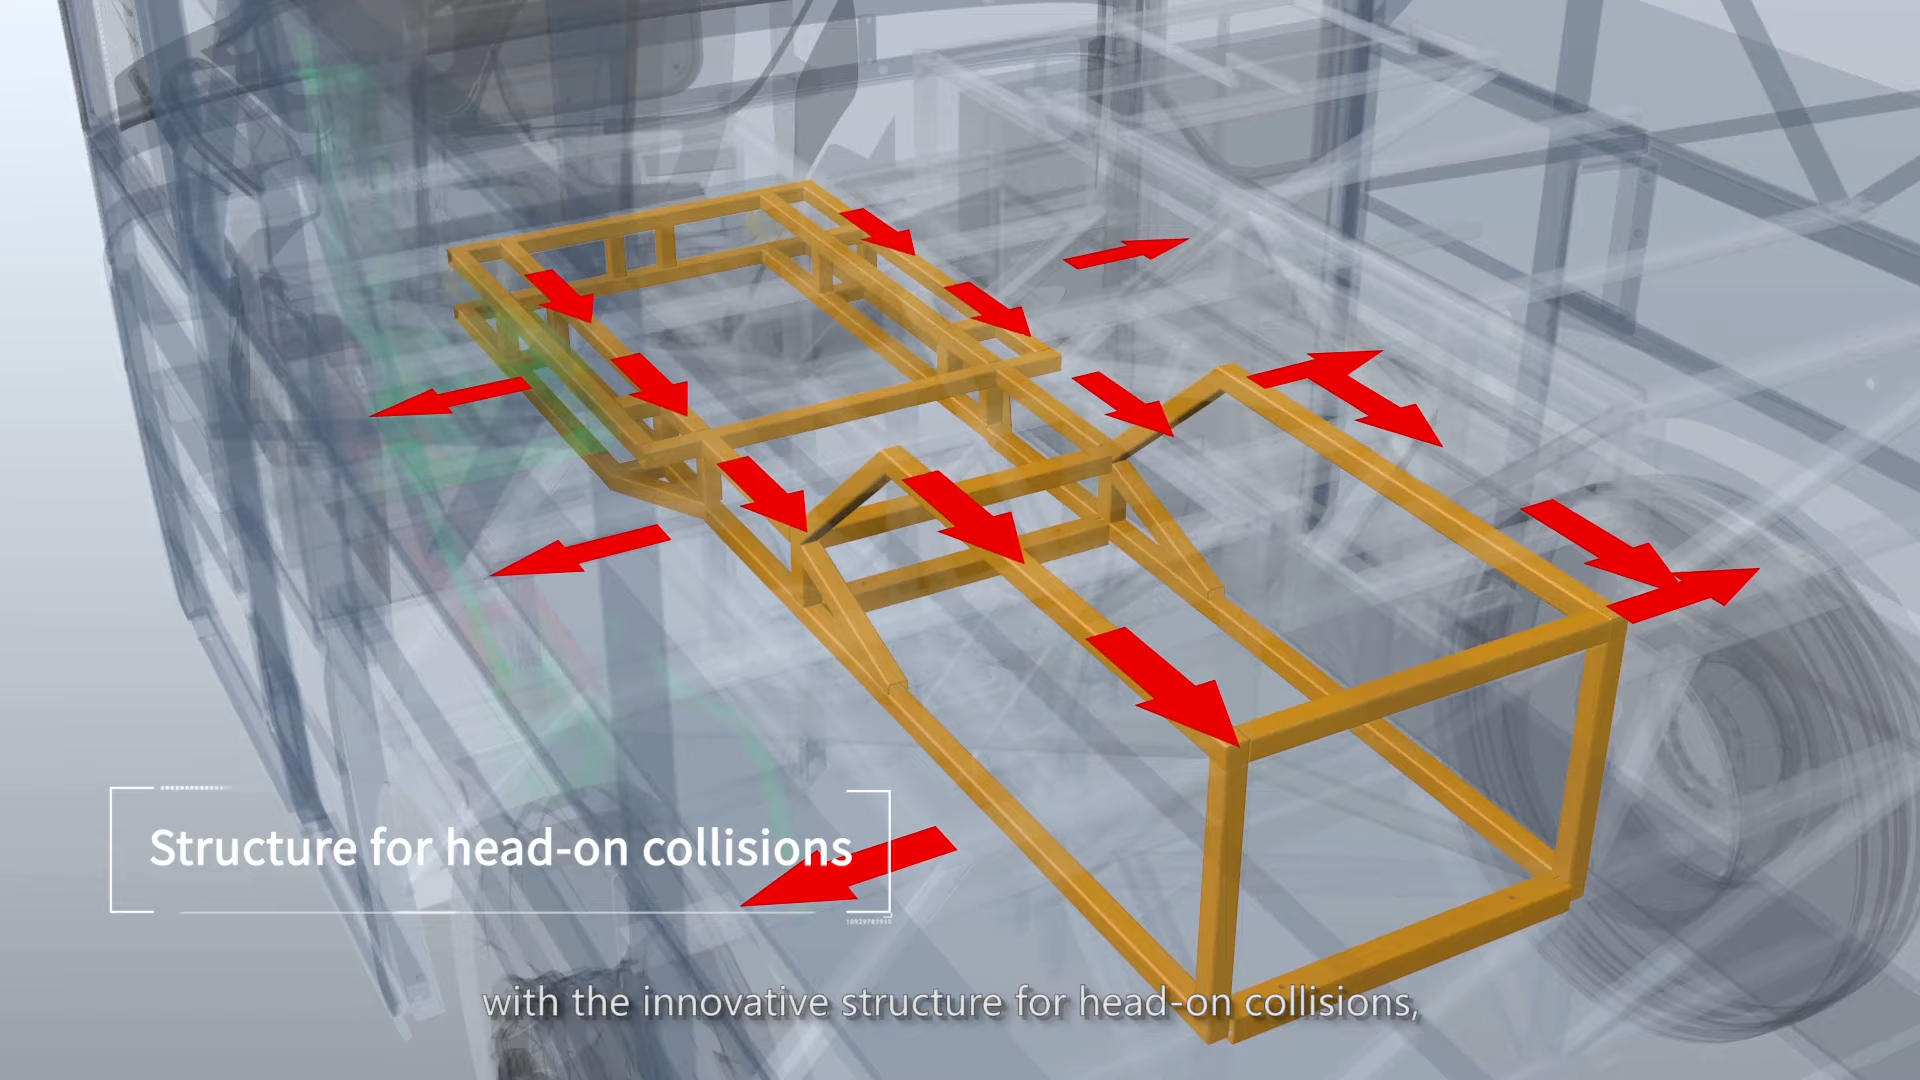 Structure for head-on collisions
with the innovative structure for head-on collisions,